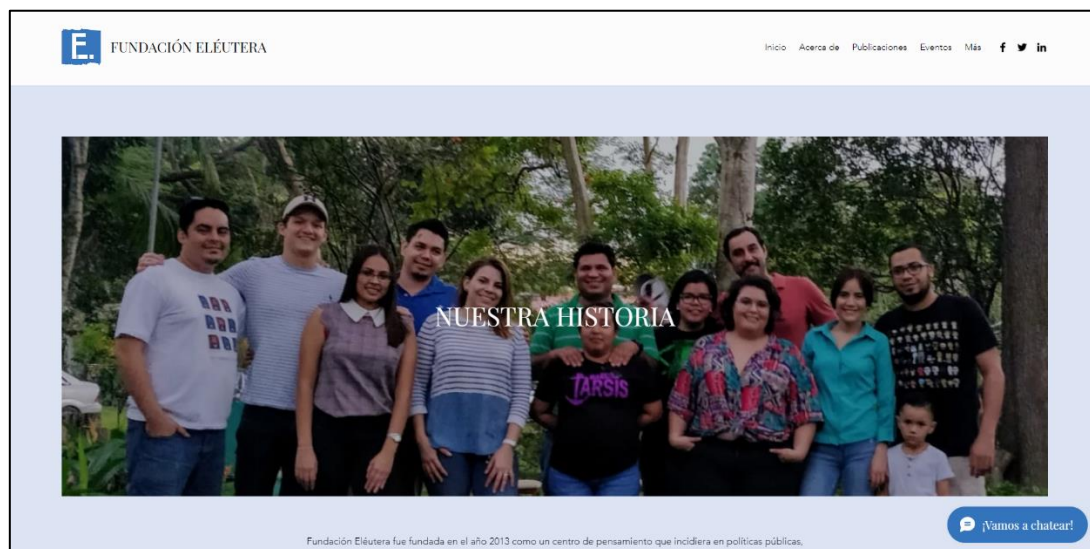 E.
FUNDACIÓN ELÉUTERA
Inicio Acerca de Publicaciones Eventos Más
NUESTRA HISTORIA
TARSIS
¡Vamos a chatear!
Fundación Eléutera fue fundada en el año 2013 como un centro de pensamiento que incidiera en políticas públicas,